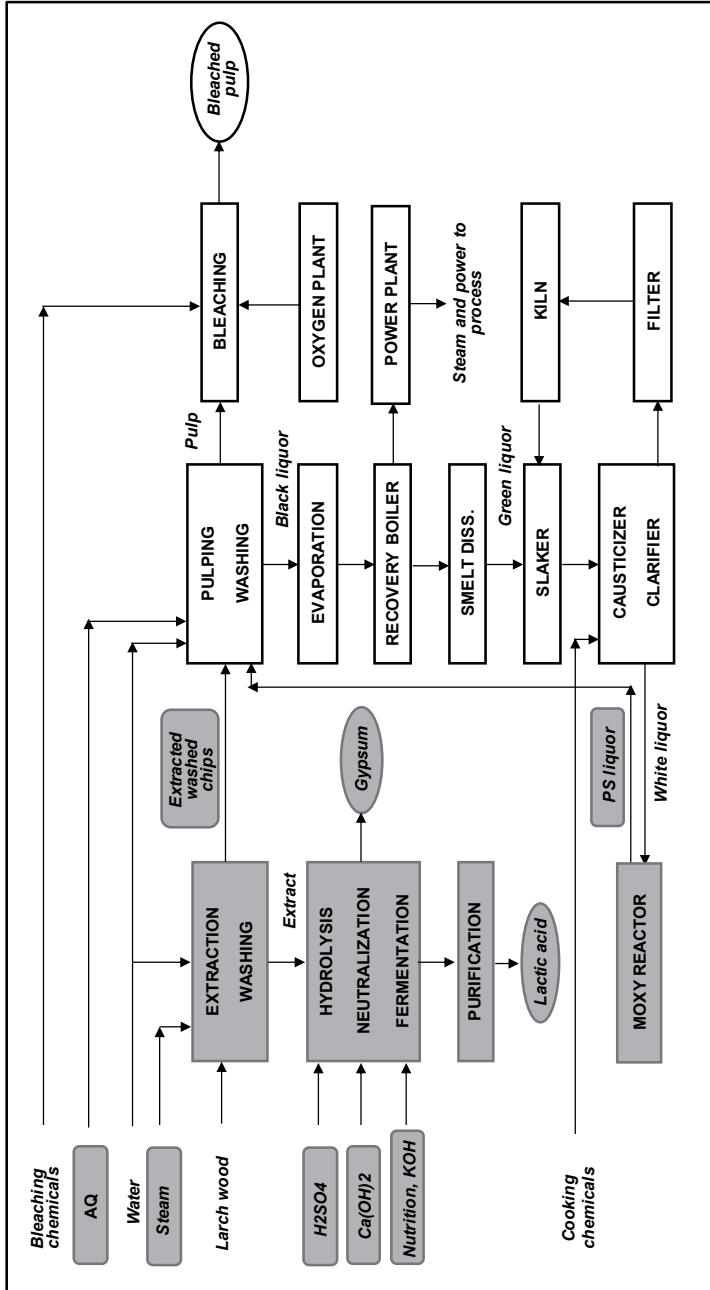 Bleaching
chemicals
AQ
Water
Steam
Larch wood
H2SO4
Ca(OH)2
Nutrition, KOH
Cooking
chemicals
EXTRACTION
WASHING
Extract
HYDROLYSIS
NEUTRALIZATION
FERMENTATION
PURIFICATION
Lactic acid
MOXY REACTOR
Extracted
washed
chips
Gypsum
PS liquor
White liquor
PULPING
WASHING
Black liquor
EVAPORATION
RECOVERY BOILER
SMELT DISS.
Green liquor
SLAKER
CAUSTICIZER
CLARIFIER
Pulp
BLEACHING
OXYGEN PLANT
POWER PLANT
Steam and power to
process
KILN
FILTER
Bleached
pulp